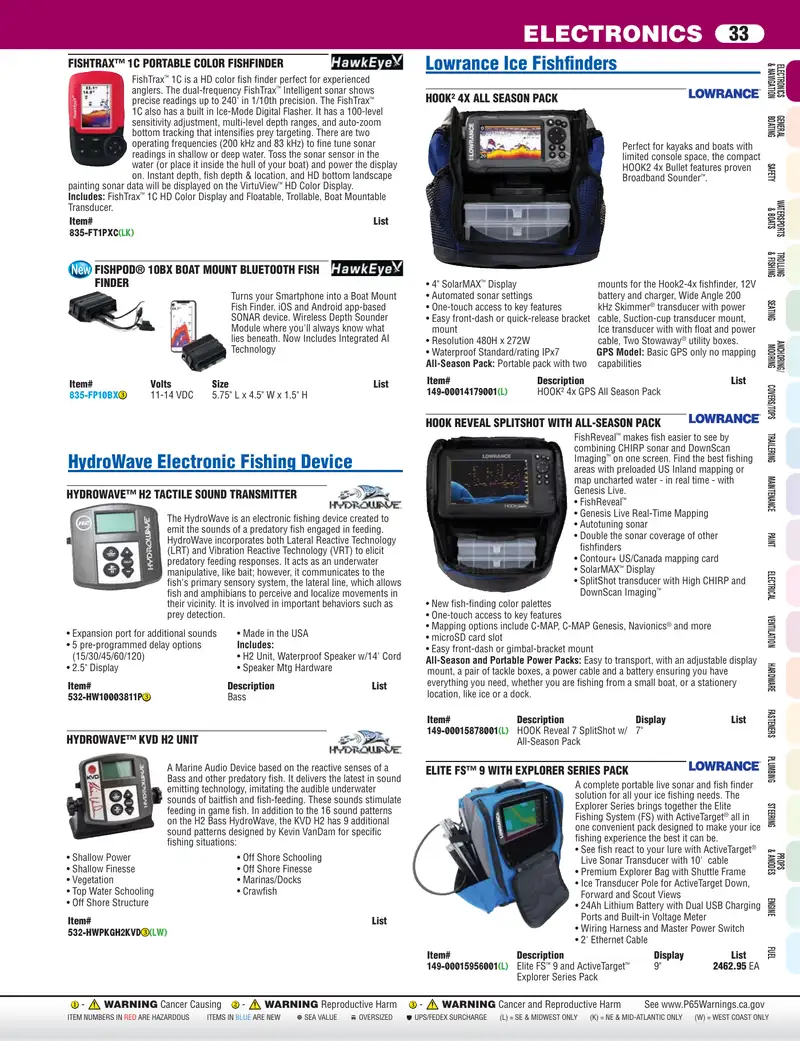 ELECTRONICS 33
FISHTRAX™ 1C PORTABLE COLOR FISHFINDER
HawkEye
FishTrax™ 1C is a HD color fish finder perfect for experienced
anglers. The dual-frequency FishTrax™ Intelligent sonar shows
precise readings up to 240' in 1/10th precision. The FishTrax™
1C also has a built in Ice-Mode Digital Flasher. It has a 100-level
sensitivity adjustment, multi-level depth ranges, and auto-zoom
bottom tracking that intensifies prey targeting. There are two
operating frequencies (200 kHz and 83 kHz) to fine tune sonar
readings in shallow or deep water. Toss the sonar sensor in the
water (or place it inside the hull of your boat) and power the display
on. Instant depth, fish depth & location, and HD bottom landscape
painting sonar data will be displayed on the VirtuView™ HD Color Display.
Includes: FishTrax™ 1C HD Color Display and Floatable, Trollable, Boat Mountable
Transducer.
Item# List
835-FT1PXC(LK)
New FISHPOD® 10BX BOAT MOUNT BLUETOOTH FISH
FINDER
HawkEye
Turns your Smartphone into a Boat Mount
Fish Finder. iOS and Android app-based
SONAR device. Wireless Depth Sounder
Module where you'll always know what
lies beneath. Now Includes Integrated AI
Technology
Item# Volts Size List
835-FP10BX3 11-14 VDC 5.75" L x 4.5" W x 1.5" H
HydroWave Electronic Fishing Device
HYDROWAVE™ H2 TACTILE SOUND TRANSMITTER
HYDROWAVE
The HydroWave is an electronic fishing device created to
emit the sounds of a predatory fish engaged in feeding.
HydroWave incorporates both Lateral Reactive Technology
(LRT) and Vibration Reactive Technology (VRT) to elicit
predatory feeding responses. It acts as an underwater
manipulative, like bait; however, it communicates to the
fish's primary sensory system, the lateral line, which allows
fish and amphibians to perceive and localize movements in
their vicinity. It is involved in important behaviors such as
prey detection.
• Expansion port for additional sounds
• 5 pre-programmed delay options
(15/30/45/60/120)
• 2.5" Display
• Made in the USA
Includes:
• H2 Unit, Waterproof Speaker w/14' Cord
• Speaker Mtg Hardware
Item# Description List
532-HW10003811P3 Bass
HYDROWAVE™ KVD H2 UNIT
HYDROWAVE
A Marine Audio Device based on the reactive senses of a
Bass and other predatory fish. It delivers the latest in sound
emitting technology, imitating the audible underwater
sounds of baitfish and fish-feeding. These sounds stimulate
feeding in game fish. In addition to the 16 sound patterns
on the H2 Bass HydroWave, the KVD H2 has 9 additional
sound patterns designed by Kevin VanDam for specific
fishing situations:
• Shallow Power
• Shallow Finesse
• Vegetation
• Top Water Schooling
• Off Shore Structure
• Off Shore Schooling
• Off Shore Finesse
• Marinas/Docks
• Crawfish
Item# List
532-HWPKGH2KVD3(LW)
Lowrance Ice Fishfinders
HOOK² 4X ALL SEASON PACK
LOWRANCE
Perfect for kayaks and boats with
limited console space, the compact
HOOK2 4x Bullet features proven
Broadband Sounder™.
• 4" SolarMAX™ Display
• Automated sonar settings
• One-touch access to key features
• Easy front-dash or quick-release bracket
mount
• Resolution 480H x 272W
• Waterproof Standard/rating IPx7
All-Season Pack: Portable pack with two
mounts for the Hook2-4x fishfinder, 12V
battery and charger, Wide Angle 200
kHz Skimmer® transducer with power
cable, Suction-cup transducer mount,
Ice transducer with with float and power
cable, Two Stowaway® utility boxes.
GPS Model: Basic GPS only no mapping
capabilities
Item# Description List
149-00014179001(L) HOOK² 4x GPS All Season Pack
HOOK REVEAL SPLITSHOT WITH ALL-SEASON PACK
LOWRANCE
FishReveal™ makes fish easier to see by
combining CHIRP sonar and DownScan
Imaging™ on one screen. Find the best fishing
areas with preloaded US Inland mapping or
map uncharted water - in real time - with
Genesis Live.
• FishReveal™
• Genesis Live Real-Time Mapping
• Autotuning sonar
• Double the sonar coverage of other
fishfinders
• Contour+ US/Canada mapping card
• SolarMAX™ Display
• SplitShot transducer with High CHIRP and
DownScan Imaging™
• New fish-finding color palettes
• One-touch access to key features
• Mapping options include C-MAP, C-MAP Genesis, Navionics® and more
• microSD card slot
• Easy front-dash or gimbal-bracket mount
All-Season and Portable Power Packs: Easy to transport, with an adjustable display
mount, a pair of tackle boxes, a power cable and a battery ensuring you have
everything you need, whether you are fishing from a small boat, or a stationery
location, like ice or a dock.
Item# Description Display List
149-00015878001(L) HOOK Reveal 7 SplitShot w/ 7"
All-Season Pack
ELITE FS™ 9 WITH EXPLORER SERIES PACK
LOWRANCE
A complete portable live sonar and fish finder
solution for all your ice fishing needs. The
Explorer Series brings together the Elite
Fishing System (FS) with ActiveTarget® all in
one convenient pack designed to make your ice
fishing experience the best it can be.
• See fish react to your lure with ActiveTarget®
Live Sonar Transducer with 10' cable
• Premium Explorer Bag with Shuttle Frame
• Ice Transducer Pole for ActiveTarget Down,
Forward and Scout Views
• 24Ah Lithium Battery with Dual USB Charging
Ports and Built-in Voltage Meter
• Wiring Harness and Master Power Switch
• 2' Ethernet Cable
Item# Description Display List
149-00015956001(L) Elite FS™ 9 and ActiveTarget™ 9" 2462.95 EA
Explorer Series Pack
ELECTRONICS
& NAVIGATION
GENERAL
BOATING
SAFETY
WATERSPORTS
& BOATS
TROLLING
& FISHING
SEATING
ANCHORING/
MOORING
COVERS/TOPS
TRAILERING
MAINTENANCE
PAINT
ELECTRICAL
VENTILATION
HARDWARE
FASTENERS
PLUMBING
STEERING
PROPS
& ANODES
ENGINE
FUEL
1 - WARNING Cancer Causing 2 - WARNING Reproductive Harm 3 - WARNING Cancer and Reproductive Harm See www.P65Warnings.ca.gov
ITEM NUMBERS IN RED ARE HAZARDOUS ITEMS IN BLUE ARE NEW SEA VALUE OVERSIZED UPS/FEDEX SURCHARGE (L) = SE & MIDWEST ONLY (K) = NE & MID-ATLANTIC ONLY (W) = WEST COAST ONLY